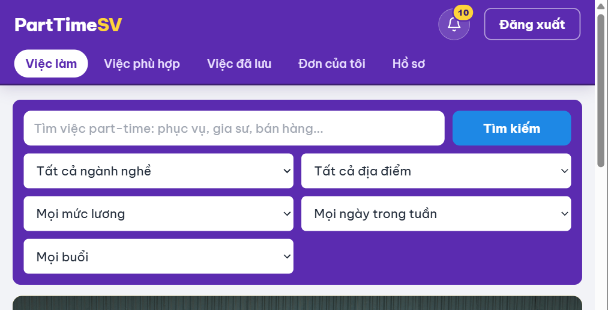 PartTimeSV
10
Đăng xuất
Việc làm Việc phù hợp Việc đã lưu Đơn của tôi Hồ sơ
Tìm việc part-time: phục vụ, gia sư, bán hàng...
Tìm kiếm
Tất cả ngành nghề
Tất cả địa điểm
Mọi mức lương
Mọi ngày trong tuần
Mọi buổi